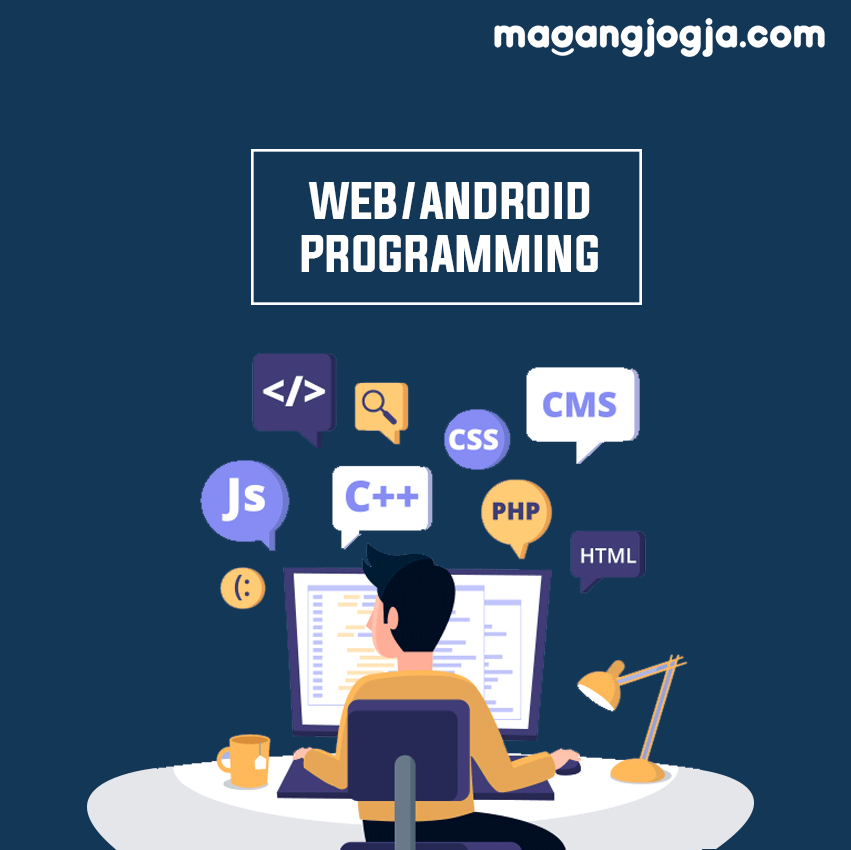 magangjogja.com
WEB/ANDROID
PROGRAMMING
</>
CMS
CSS
Js
C++
PHP
HTML
(: